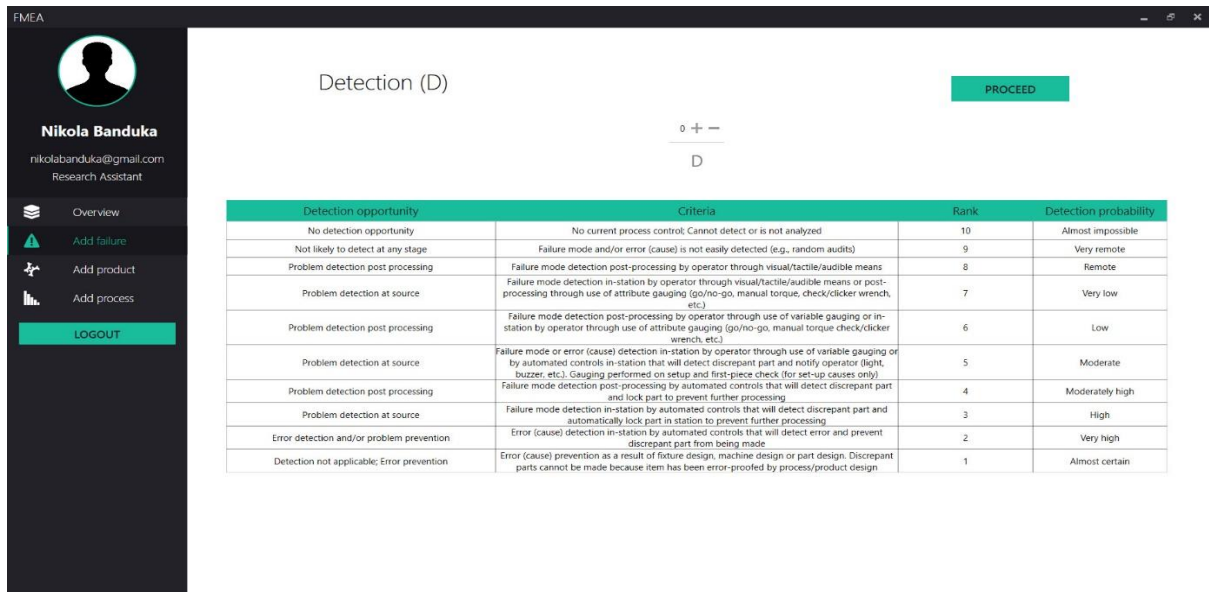 FMEA
Nikola Banduka
nikolabanduka@gmail.com
Research Assistant
Overview
Add failure
Add product
Add process
LOGOUT
Detection (D)
PROCEED
0 + −
D
Detection opportunity Criteria Rank Detection probability
No detection opportunity No current process control; Cannot detect or is not analyzed 10 Almost impossible
Not likely to detect at any stage Failure mode and/or error (cause) is not easily detected (e.g., random audits) 9 Very remote
Problem detection post processing Failure mode detection post-processing by operator through visual/tactile/audible means 8 Remote
Failure mode detection in-station by operator through visual/tactile/audible means or post-
Problem detection at source processing through use of attribute gauging (go/no-go, manual torque, check/clicker wrench, 7 Very low
etc.)
Failure mode detection post-processing by operator through use of variable gauging or in-
Problem detection post processing station by operator through use of attribute gauging (go/no-go, manual torque check/clicker 6 Low
wrench, etc.)
Failure mode or error (cause) detection in-station by operator through use of variable gauging or
Problem detection at source by automated controls in-station that will detect discrepant part and notify operator (light, 5 Moderate
buzzer, etc.). Gauging performed on setup and first-piece check (for set-up causes only)
Failure mode detection post-processing by automated controls that will detect discrepant part
Problem detection post processing and lock part to prevent further processing 4 Moderately high
Failure mode detection in-station by automated controls that will detect discrepant part and
Problem detection at source automatically lock part in station to prevent further processing 3 High
Error (cause) detection in-station by automated controls that will detect error and prevent
Error detection and/or problem prevention discrepant part from being made 2 Very high
Error (cause) prevention as a result of fixture design, machine design or part design. Discrepant
Detection not applicable; Error prevention parts cannot be made because item has been error-proofed by process/product design 1 Almost certain